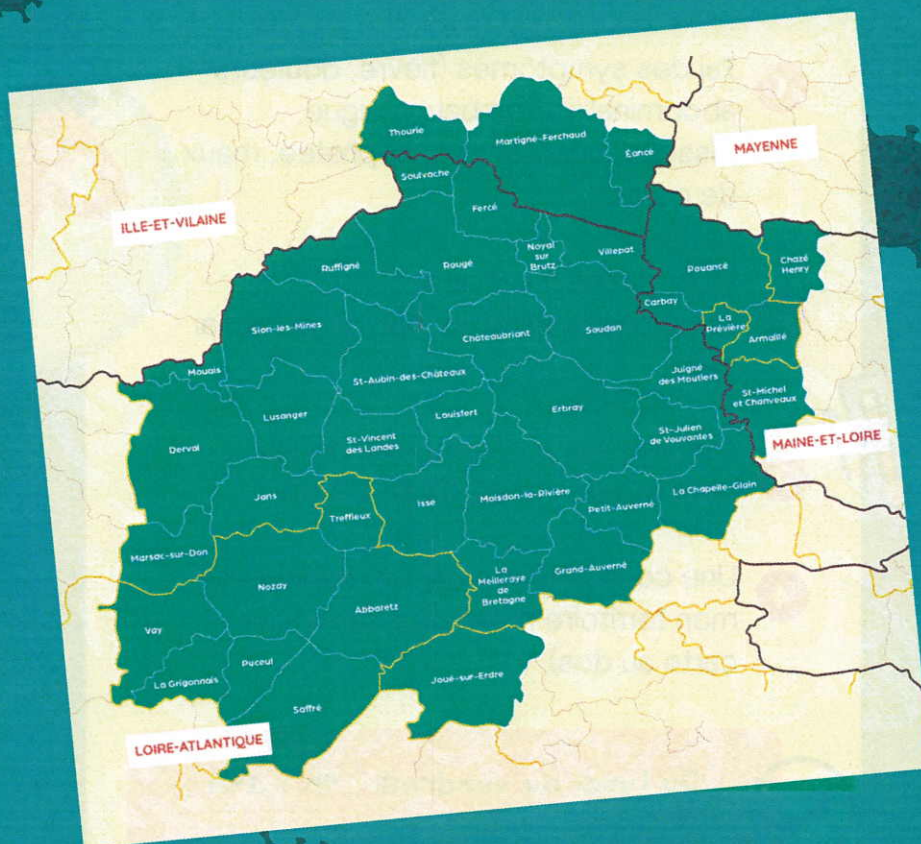 Thourie
Martigné-Ferchaud
Éancé
MAYENNE
Soulvache
ILLE-ET-VILAINE
Fercé
Ruffigné
Rougé
Noyal
sur
Brutz
Villepat
Pouancé
Chazé
Henry
Carbay
La
Prévière
Armaillé
Sion-les-Mines
Châteaubriant
Soudan
Mouais
St-Aubin-des-Châteaux
Juigné
des Moutiers
St-Michel
et Chanveaux
Lusanger
Louisfert
Erbray
Derval
St-Vincent
des Landes
St-Julien
de Vouvantes
MAINE-ET-LOIRE
Jans
Treffieux
Isse
Moisdon-la-Rivière
Petit-Auverné
La Chapelle-Glain
Marsac-sur-Don
Nozay
Abbaretz
La
Meilleraye
de
Bretagne
Grand-Auverné
Vay
Puceul
La Grigonnais
Saffré
Joué-sur-Erdre
LOIRE-ATLANTIQUE